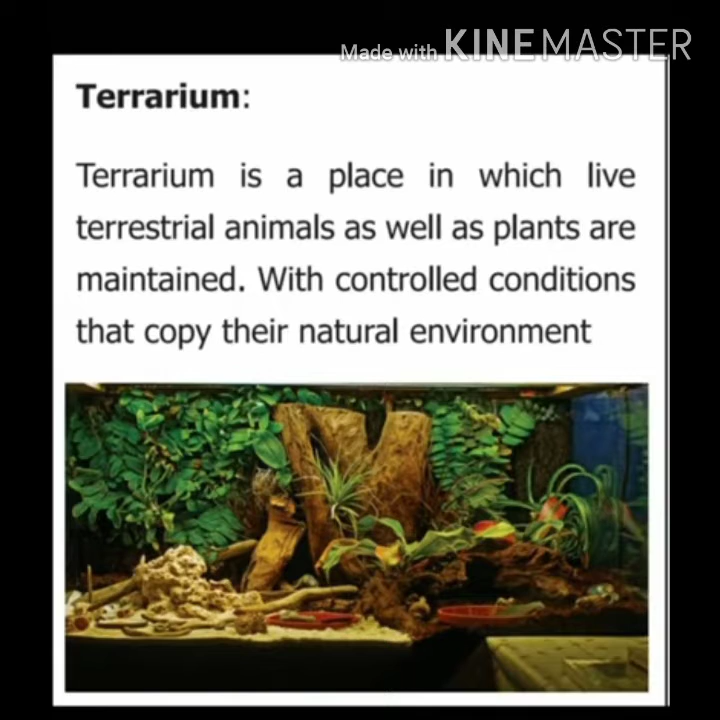 Made with KINEMASTER
Terrarium:
Terrarium is a place in which live
terrestrial animals as well as plants are
maintained. With controlled conditions
that copy their natural environment